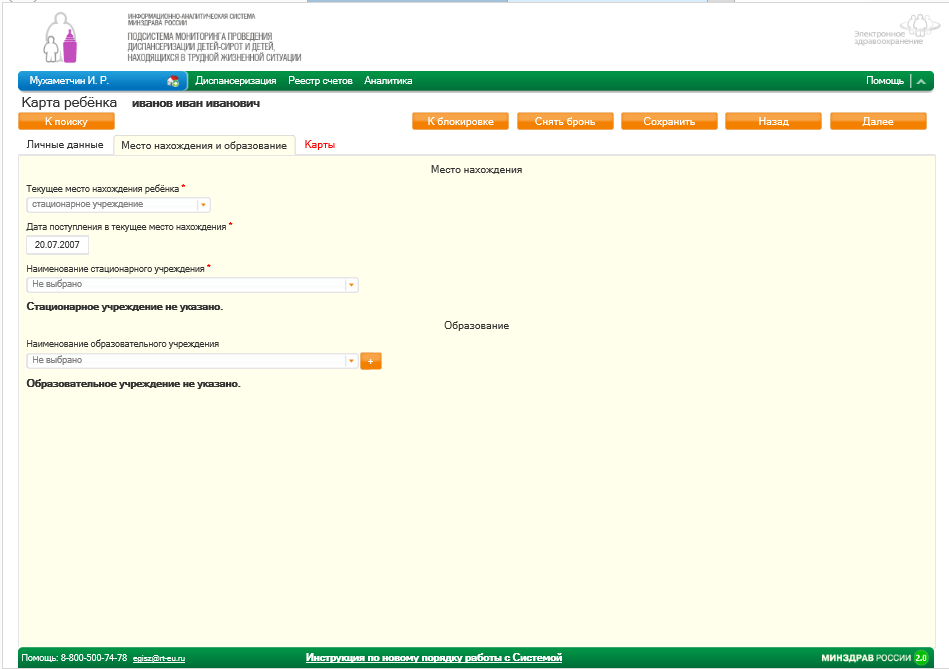 ИНФОРМАЦИОННО-АНАЛИТИЧЕСКАЯ СИСТЕМА
МИНЗДРАВА РОССИИ
ПОДСИСТЕМА МОНИТОРИНГА ПРОВЕДЕНИЯ
ДИСПАНСЕРИЗАЦИИ ДЕТЕЙ-СИРОТ И ДЕТЕЙ,
НАХОДЯЩИХСЯ В ТРУДНОЙ ЖИЗНЕННОЙ СИТУАЦИИ
Электронное
здравоохранение
Мухаметчин И. Р. Диспансеризация Реестр счетов Аналитика Помощь
Карта ребёнка иванов иван иванович
К поиску К блокировке Снять бронь Сохранить Назад Далее
Личные данные Место нахождения и образование Карты
Место нахождения
Текущее место нахождения ребёнка *
стационарное учреждение
Дата поступления в текущее место нахождения *
20.07.2007
Наименование стационарного учреждения *
Не выбрано
Стационарное учреждение не указано.
Образование
Наименование образовательного учреждения
Не выбрано +
Образовательное учреждение не указано.
Помощь: 8-800-500-74-78 egisz@rt-eu.ru Инструкция по новому порядку работы с Системой МИНЗДРАВ РОССИИ 2.0